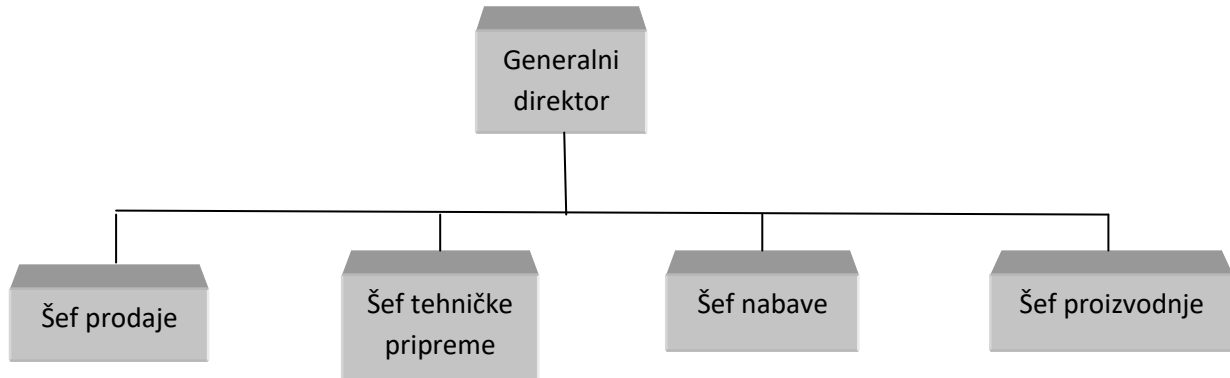 Generalni
direktor
Šef prodaje
Šef tehničke
pripreme
Šef nabave
Šef proizvodnje